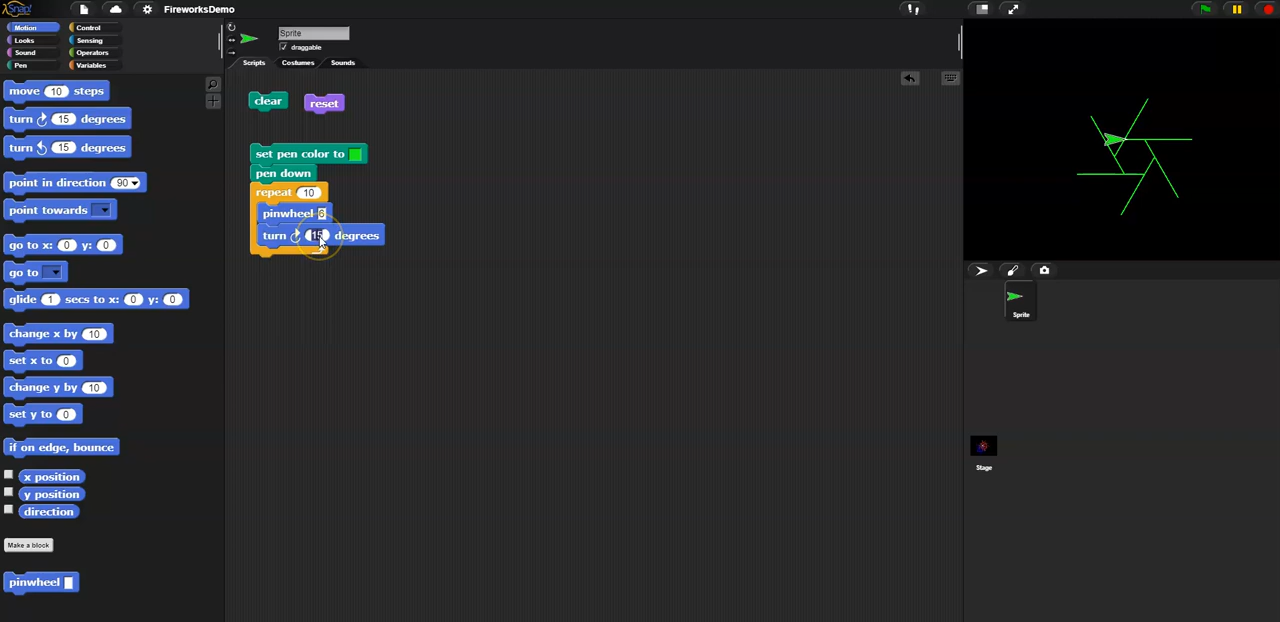 Snap!
FireworksDemo
Motion Control
Looks Sensing
Sound Operators
Pen Variables
move 10 steps
turn 15 degrees
turn 15 degrees
point in direction 90
point towards
go to x: 0 y: 0
go to
glide 1 secs to x: 0 y: 0
change x by 10
set x to 0
change y by 10
set y to 0
if on edge, bounce
x position
y position
direction
Make a block
pinwheel
Sprite
draggable
Scripts Costumes Sounds
clear reset
set pen color to
pen down
repeat 10
pinwheel 6
turn 15 degrees
Sprite
Stage